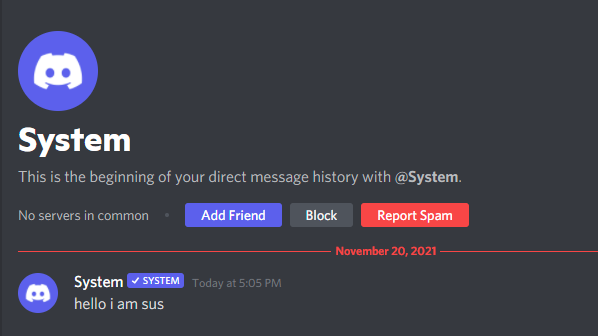 System
This is the beginning of your direct message history with @System.
No servers in common • Add Friend Block Report Spam
November 20, 2021
System ✓ SYSTEM Today at 5:05 PM
hello i am sus